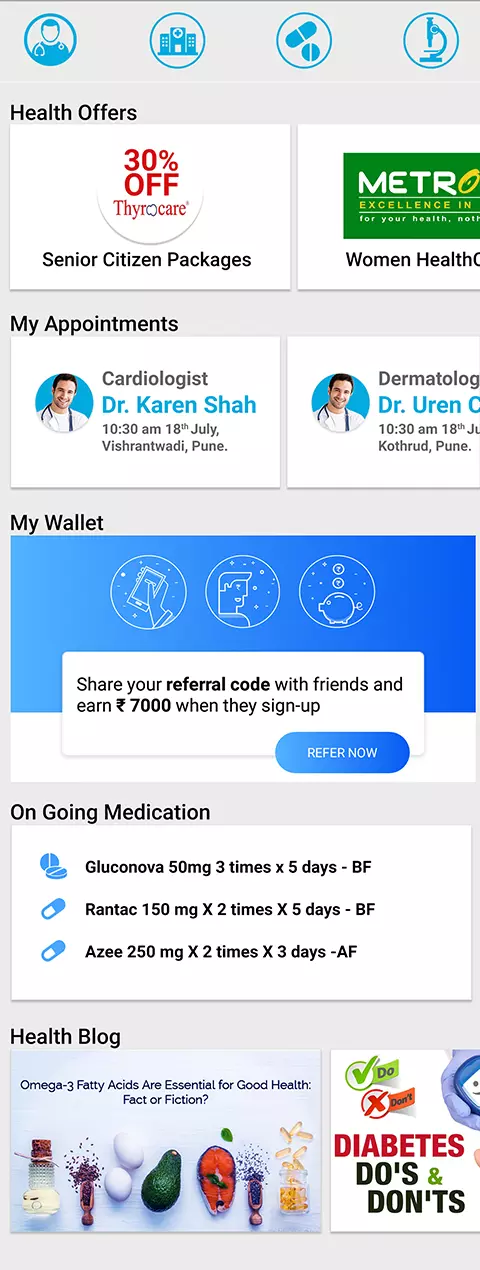 Health Offers
30%
OFF
Thyrocare
Senior Citizen Packages
METRO
EXCELLENCE IN
for your health,
Women
My Appointments
Cardiologist
Dr. Karen Shah
10:30 am 18th July,
Vishrantwadi, Pune.
Dr. Uren
10:30 am 18th
Kothrud, Pune.
My Wallet
Share your referral code with friends and
earn ₹ 7000 when they sign-up
REFER NOW
On Going Medication
Gluconova 50mg 3 times x 5 days - BF
Rantac 150 mg X 2 times X 5 days - BF
Azee 250 mg X 2 times X 3 days -AF
Health Blog
Omega-3 Fatty Acids Are Essential for Good Health:
Fact or Fiction?
Do
Don't
DIABETES
DO'S &
DON'TS